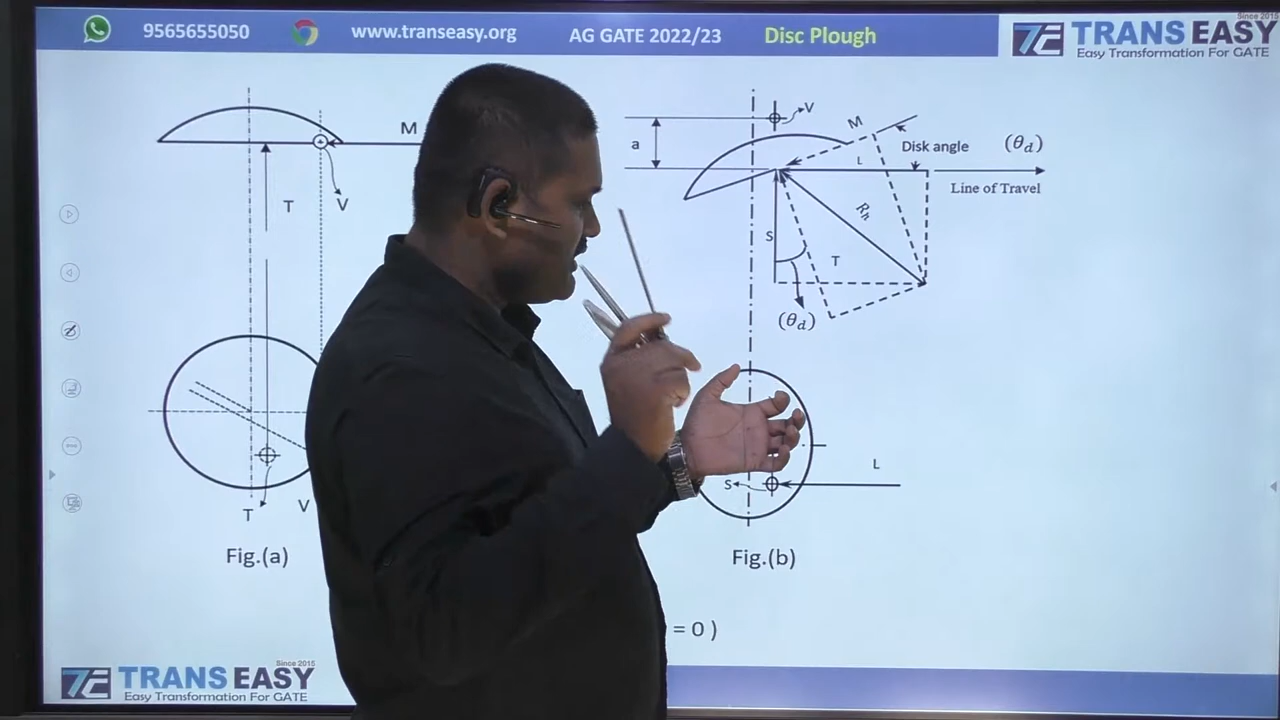 9565655050 www.transeasy.org AG GATE 2022/23 Disc Plough
Since 2015
TRANS EASY
Easy Transformation For GATE
M
V
T
T
V
Fig.(a)
V
a
M
L
Disk angle (θd)
Line of Travel
Rh
S
T
(θd)
S
L
Fig.(b)
= 0 )
Since 2015
TRANS EASY
Easy Transformation For GATE